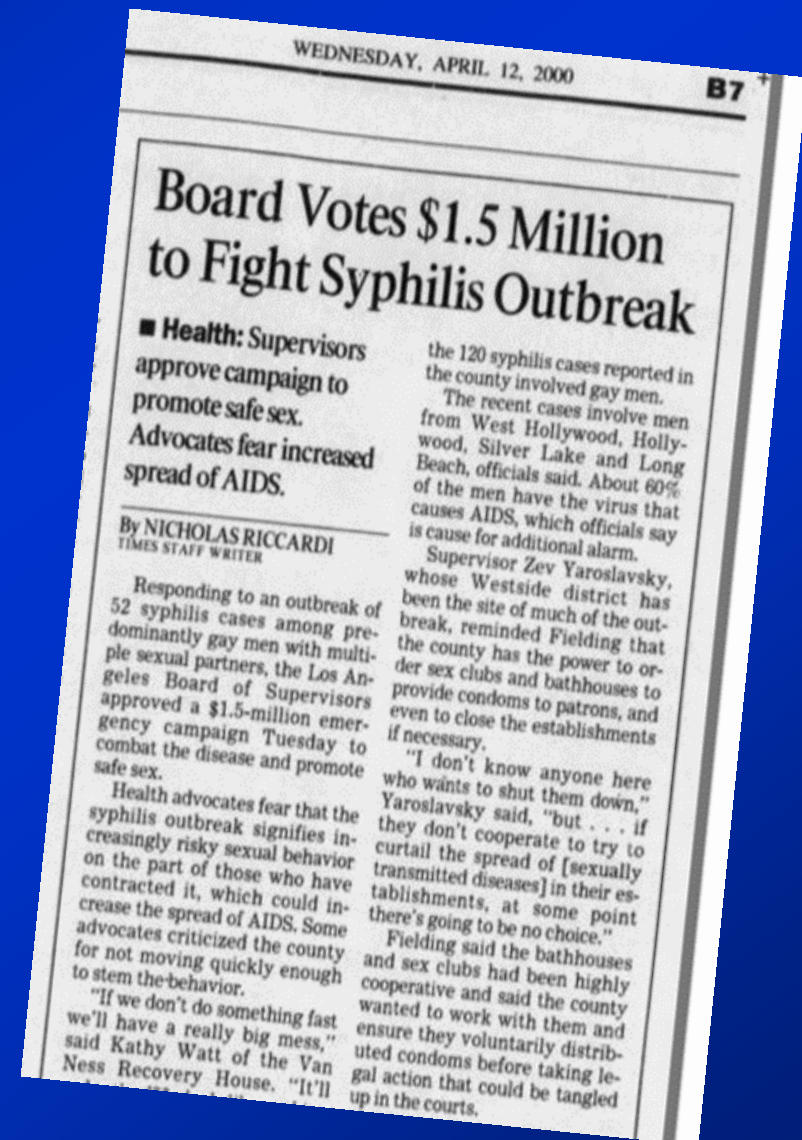 WEDNESDAY, APRIL 12, 2000
B7
Board Votes $1.5 Million
to Fight Syphilis Outbreak
■ Health: Supervisors
approve campaign to
promote safe sex.
Advocates fear increased
spread of AIDS.
By NICHOLAS RICCARDI
TIMES STAFF WRITER
Responding to an outbreak of
52 syphilis cases among pre-
dominantly gay men with multi-
ple sexual partners, the Los An-
geles Board of Supervisors
approved a $1.5-million emer-
gency campaign Tuesday to
combat the disease and promote
safe sex.
Health advocates fear that the
syphilis outbreak signifies in-
creasingly risky sexual behavior
on the part of those who have
contracted it, which could in-
crease the spread of AIDS. Some
advocates criticized the county
for not moving quickly enough
to stem the behavior.
"If we don't do something fast
we'll have a really big mess,"
said Kathy Watt of the Van
Ness Recovery House. "It'll
the 120 syphilis cases reported in
the county involved gay men.
The recent cases involve men
from West Hollywood, Holly-
wood, Silver Lake and Long
Beach, officials said. About 60%
of the men have the virus that
causes AIDS, which officials say
is cause for additional alarm.
Supervisor Zev Yaroslavsky,
whose Westside district has
been the site of much of the out-
break, reminded Fielding that
the county has the power to or-
der sex clubs and bathhouses to
provide condoms to patrons, and
even to close the establishments
if necessary.
"I don't know anyone here
who wants to shut them down,"
Yaroslavsky said, "but . . . if
they don't cooperate to try to
curtail the spread of [sexually
transmitted diseases] in their es-
tablishments, at some point
there's going to be no choice."
Fielding said the bathhouses
and sex clubs had been highly
cooperative and said the county
wanted to work with them and
ensure they voluntarily distrib-
uted condoms before taking le-
gal action that could be tangled
up in the courts.